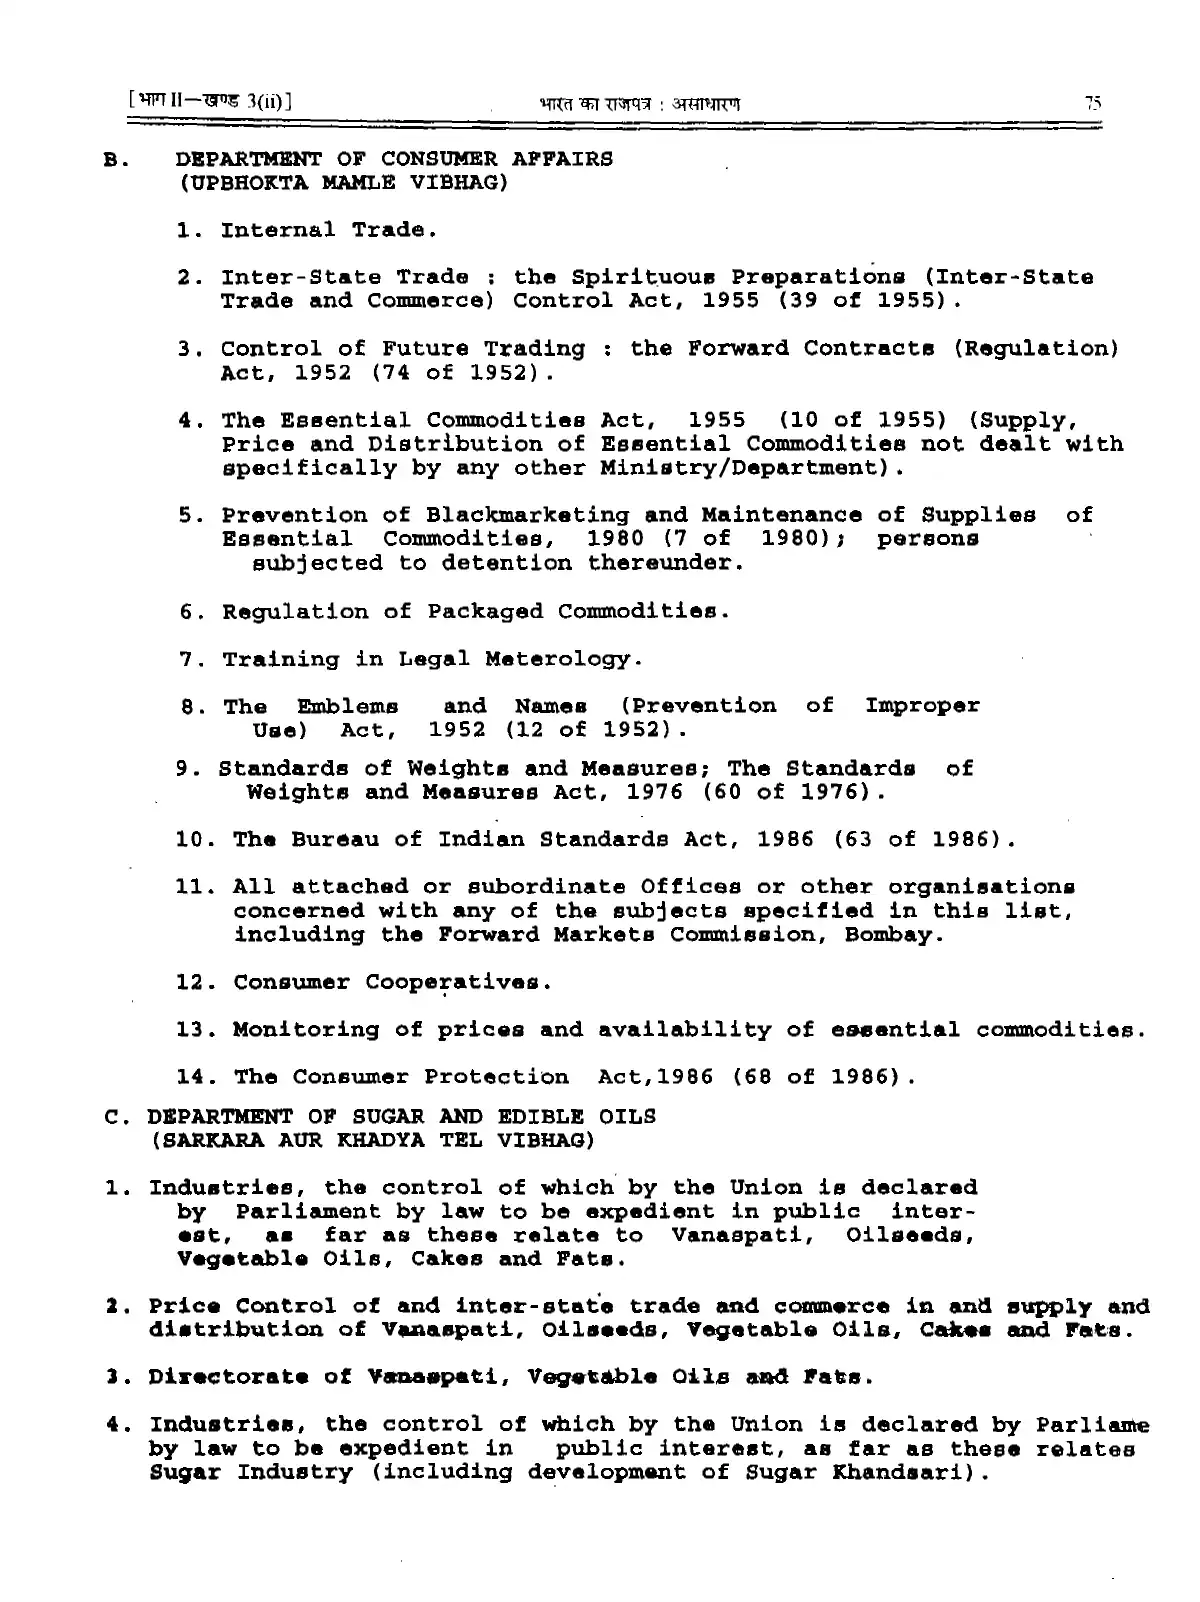 [ भाग II—खण्ड 3(ii) ] भारत का राजपत्र : असाधारण 75
B. DEPARTMENT OF CONSUMER AFFAIRS
(UPBHOKTA MAMLE VIBHAG)
1. Internal Trade.
2. Inter-State Trade : the Spirituous Preparations (Inter-State
Trade and Commerce) Control Act, 1955 (39 of 1955).
3. Control of Future Trading : the Forward Contracts (Regulation)
Act, 1952 (74 of 1952).
4. The Essential Commodities Act, 1955 (10 of 1955) (Supply,
Price and Distribution of Essential Commodities not dealt with
specifically by any other Ministry/Department).
5. Prevention of Blackmarketing and Maintenance of Supplies of
Essential Commodities, 1980 (7 of 1980); persons
subjected to detention thereunder.
6. Regulation of Packaged Commodities.
7. Training in Legal Meterology.
8. The Emblems and Names (Prevention of Improper
Use) Act, 1952 (12 of 1952).
9. Standards of Weights and Measures; The Standards of
Weights and Measures Act, 1976 (60 of 1976).
10. The Bureau of Indian Standards Act, 1986 (63 of 1986).
11. All attached or subordinate Offices or other organisations
concerned with any of the subjects specified in this list,
including the Forward Markets Commission, Bombay.
12. Consumer Cooperatives.
13. Monitoring of prices and availability of essential commodities.
14. The Consumer Protection Act,1986 (68 of 1986).
C. DEPARTMENT OF SUGAR AND EDIBLE OILS
(SARKARA AUR KHADYA TEL VIBHAG)
1. Industries, the control of which by the Union is declared
by Parliament by law to be expedient in public inter-
est, as far as these relate to Vanaspati, Oilseeds,
Vegetable Oils, Cakes and Fats.
2. Price Control of and inter-state trade and commerce in and supply and
distribution of Vanaspati, Oilseeds, Vegetable Oils, Cakes and Fats.
3. Directorate of Vanaspati, Vegetable Oils and Fats.
4. Industries, the control of which by the Union is declared by Parliame
by law to be expedient in public interest, as far as these relates
Sugar Industry (including development of Sugar Khandsari).